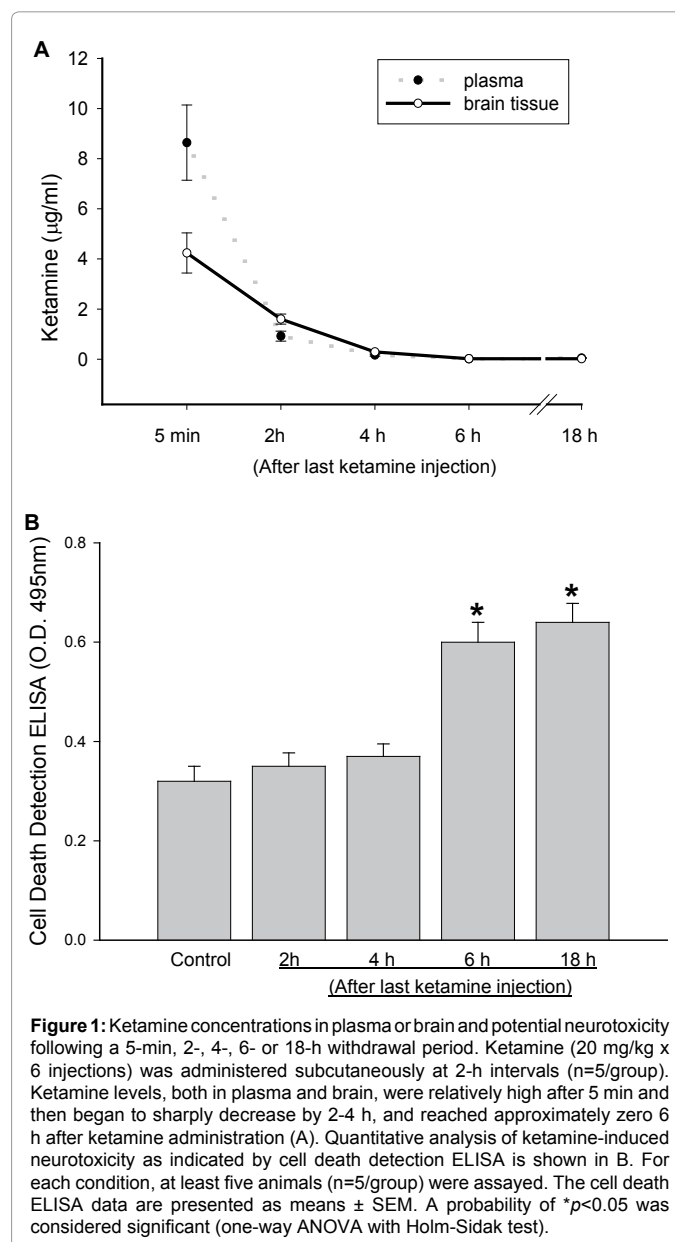 A
12
10
8
6
4
2
0
Ketamine (µg/ml)
plasma
brain tissue
5 min 2h 4 h 6 h 18 h
(After last ketamine injection)
B
0.8
0.6
0.4
0.2
0.0
Cell Death Detection ELISA (O.D. 495nm)
* *
Control 2h 4 h 6 h 18 h
(After last ketamine injection)
Figure 1: Ketamine concentrations in plasma or brain and potential neurotoxicity
following a 5-min, 2-, 4-, 6- or 18-h withdrawal period. Ketamine (20 mg/kg x
6 injections) was administered subcutaneously at 2-h intervals (n=5/group).
Ketamine levels, both in plasma and brain, were relatively high after 5 min and
then began to sharply decrease by 2-4 h, and reached approximately zero 6
h after ketamine administration (A). Quantitative analysis of ketamine-induced
neurotoxicity as indicated by cell death detection ELISA is shown in B. For
each condition, at least five animals (n=5/group) were assayed. The cell death
ELISA data are presented as means ± SEM. A probability of *p<0.05 was
considered significant (one-way ANOVA with Holm-Sidak test).